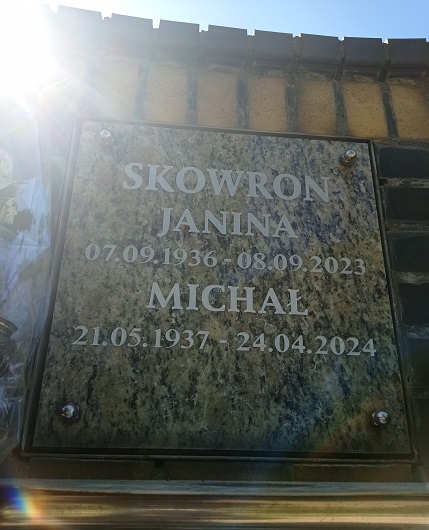 SKOWRON
JANINA
07.09.1936 - 08.09.2023
MICHAŁ
21.05.1937 - 24.04.2024